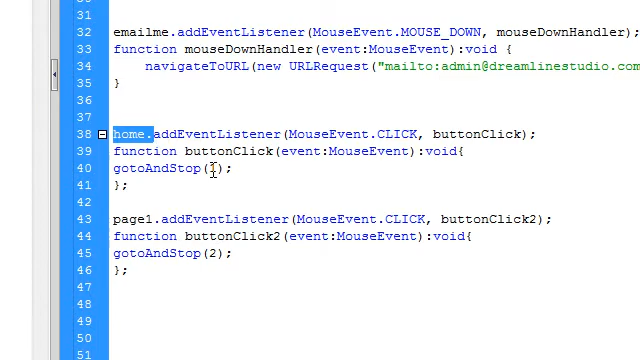 31
32 emailme.addEventListener(MouseEvent.MOUSE_DOWN, mouseDownHandler);
33 function mouseDownHandler(event:MouseEvent):void {
34 navigateToURL(new URLRequest("mailto:admin@dreamlinestudio.com
35 }
36
37
38 home.addEventListener(MouseEvent.CLICK, buttonClick);
39 function buttonClick(event:MouseEvent):void{
40 gotoAndStop(1);
41 };
42
43 page1.addEventListener(MouseEvent.CLICK, buttonClick2);
44 function buttonClick2(event:MouseEvent):void{
45 gotoAndStop(2);
46 };
47
48
49
50
51